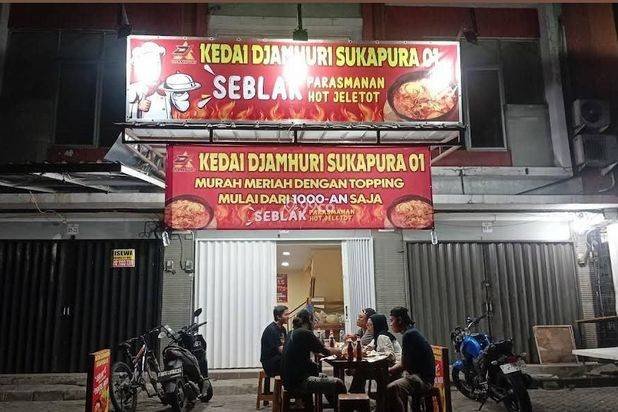 KEDAI DJAMHURI SUKAPURA 01
SEBLAK PARASMANAN
HOT JELETOT
KEDAI DJAMHURI SUKAPURA 01
MURAH MERIAH DENGAN TOPPING
MULAI DARI 1000-AN SAJA
SEBLAK PARASMANAN
HOT JELETOT
DISEWA